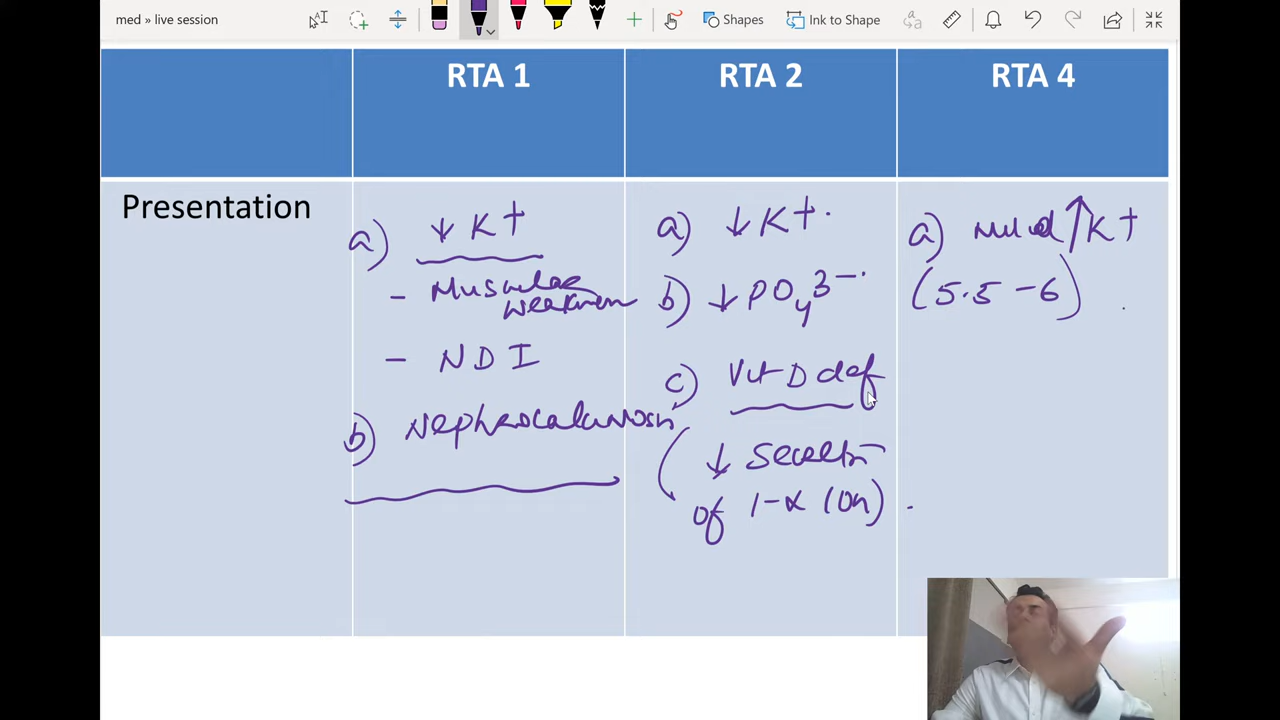 med » live session
Shapes
Ink to Shape
RTA 1
RTA 2
RTA 4
Presentation
a) ↓ K+
- Muscular
weakness
- NDI
b) Nephrocalcinosis
a) ↓ K+.
b) ↓ PO4 3-.
c) Vit D def
↓ Secretn
of 1-α (OH).
a) Mild ↑ K+
(5.5 - 6)